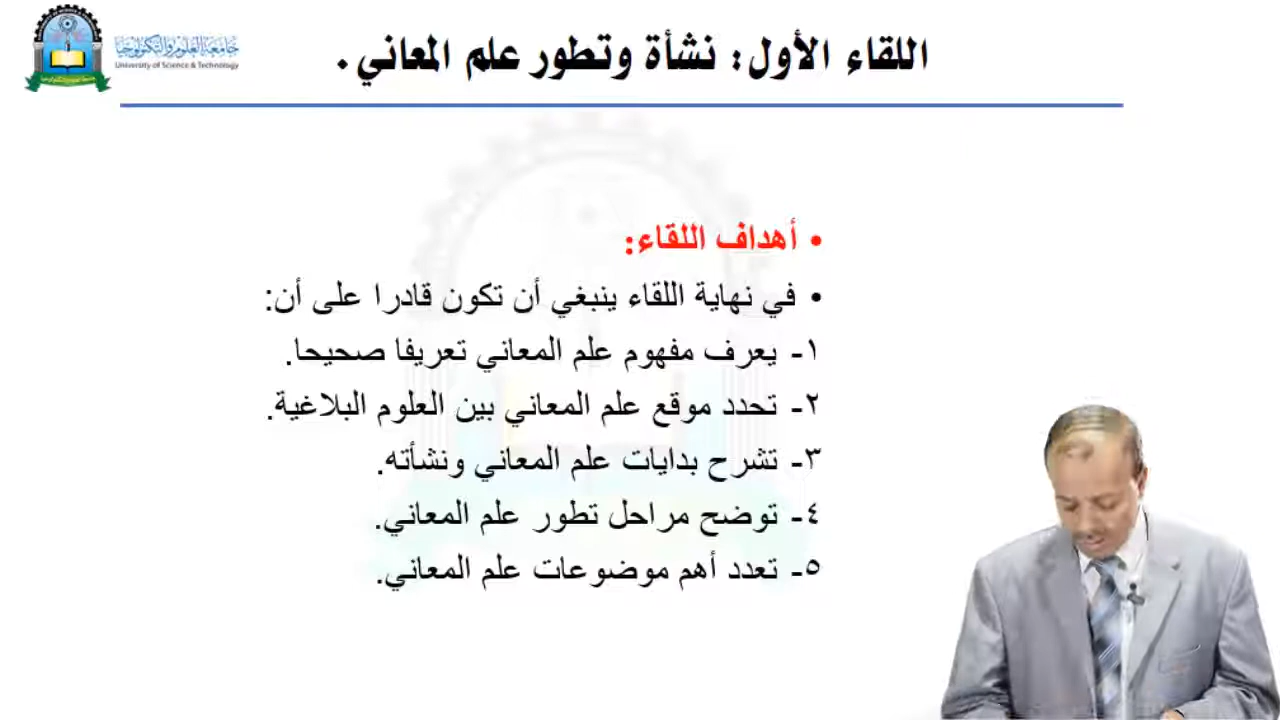 جامعة العلوم والتكنولوجيا
University of Science & Technology
اللقاء الأول: نشأة وتطور علم المعاني.
• أهداف اللقاء:
• في نهاية اللقاء ينبغي أن تكون قادرا على أن:
١- يعرف مفهوم علم المعاني تعريفا صحيحا.
٢- تحدد موقع علم المعاني بين العلوم البلاغية.
٣- تشرح بدايات علم المعاني ونشأته.
٤- توضح مراحل تطور علم المعاني.
٥- تعدد أهم موضوعات علم المعاني.